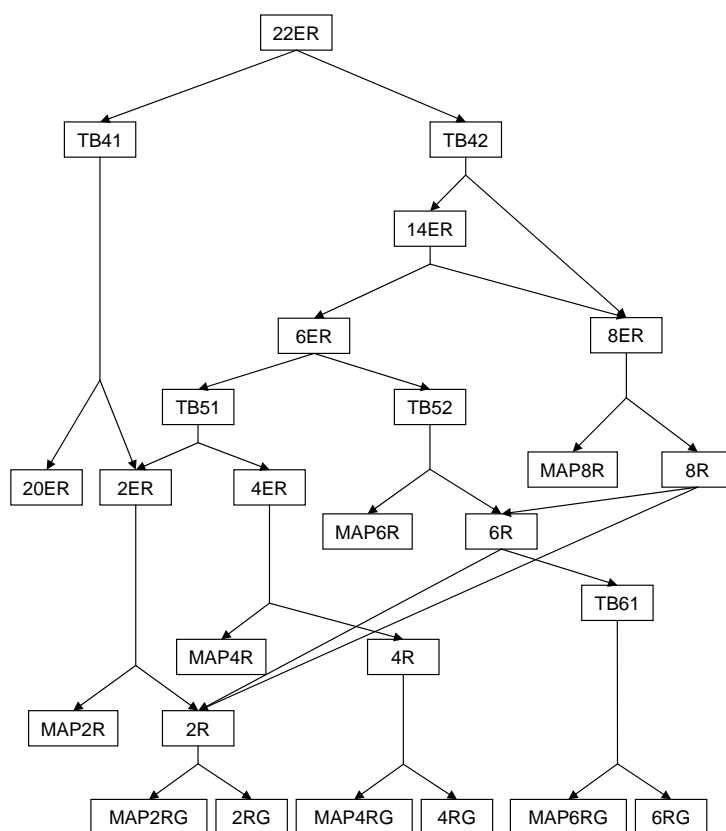 22ER
TB41
TB42
14ER
6ER
8ER
TB51
TB52
20ER
2ER
4ER
MAP8R
8R
MAP6R
6R
TB61
MAP4R
4R
MAP2R
2R
MAP2RG
2RG
MAP4RG
4RG
MAP6RG
6RG